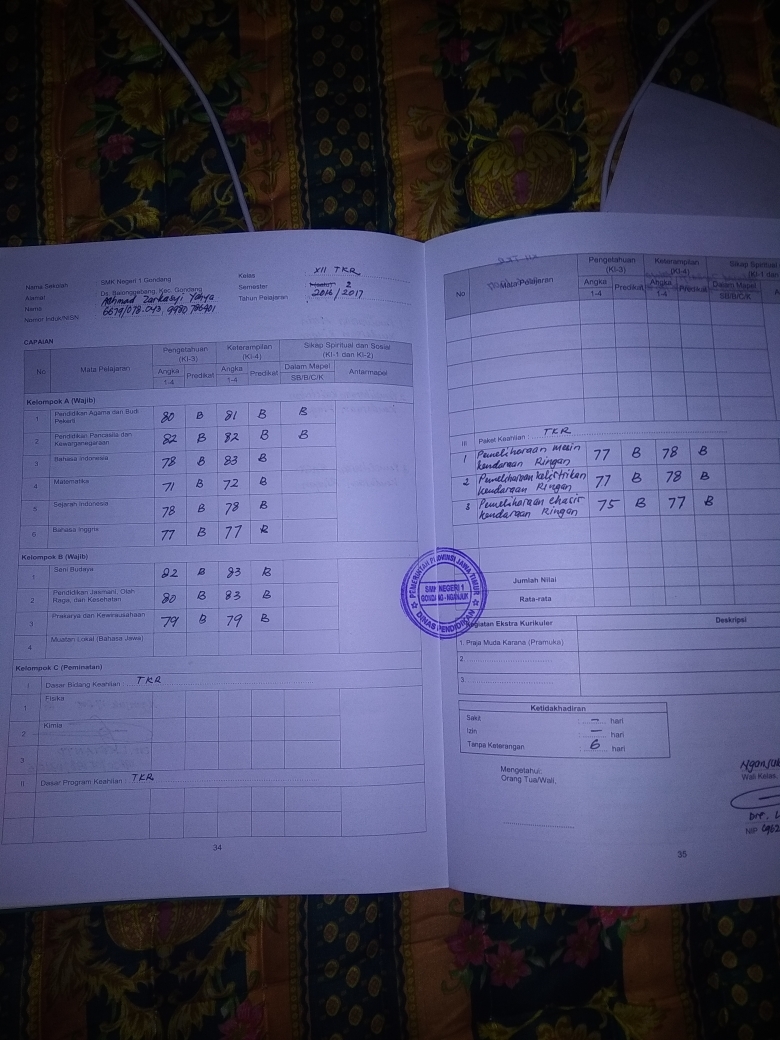 Nama Sekolah SMK Negeri 1 Gondang Kelas XII TKR
Alamat Ds. Senggowar, Kec. Gondang Semester 2
Nama Ahmad Zarkasyi Yahya Tahun Pelajaran 2016/2017
Nomor Induk/NISN 6679/078.043, 9980786401
CAPAIAN
No Mata Pelajaran Pengetahuan (KI-3) Keterampilan (KI-4) Sikap Spiritual dan Sosial (KI-1 dan KI-2)
Angka Predikat Angka Predikat Dalam Mapel Antarmapel
1-4 1-4 SB/B/C/K
Kelompok A (Wajib)
1 Pendidikan Agama dan Budi Pekerti 80 B 81 B B
2 Pendidikan Pancasila dan Kewarganegaraan 82 B 82 B B
3 Bahasa Indonesia 78 B 83 B
4 Matematika 71 B 72 B
5 Sejarah Indonesia 78 B 78 B
6 Bahasa Inggris 77 B 77 B
Kelompok B (Wajib)
1 Seni Budaya 82 B 83 B
2 Pendidikan Jasmani, Olah Raga, dan Kesehatan 80 B 83 B
3 Prakarya dan Kewirausahaan 79 B 79 B
4 Muatan Lokal (Bahasa Jawa)
Kelompok C (Peminatan)
I Dasar Bidang Keahlian : TKR
1 Fisika
2 Kimia
3
II Dasar Program Keahlian : TKR
34
No Mata Pelajaran Pengetahuan (KI-3) Keterampilan (KI-4) Sikap Spiritual
(KI-1 dan
Angka Predikat Angka Predikat Dalam Mapel A
1-4 1-4 SB/B/C/K
III Paket Keahlian : TKR
1 Pemeliharaan mesin kendaraan Ringan 77 B 78 B
2 Pemeliharaan kelistrikan kendaraan Ringan 77 B 78 B
3 Pemeliharaan chasis kendaraan Ringan 75 B 77 B
PEMERINTAH PROVINSI JAWA TIMUR
SMK NEGERI 1
GONDANG - NGANJUK
DINAS PENDIDIKAN
Jumlah Nilai
Rata-rata
Kegiatan Ekstra Kurikuler Deskripsi
1. Praja Muda Karana (Pramuka)
2.
3.
Ketidakhadiran
Sakit : – hari
Izin : – hari
Tanpa Keterangan : 6 hari
Mengetahui:
Orang Tua/Wali,
Nganjuk
Wali Kelas,
Drs. L
NIP
35